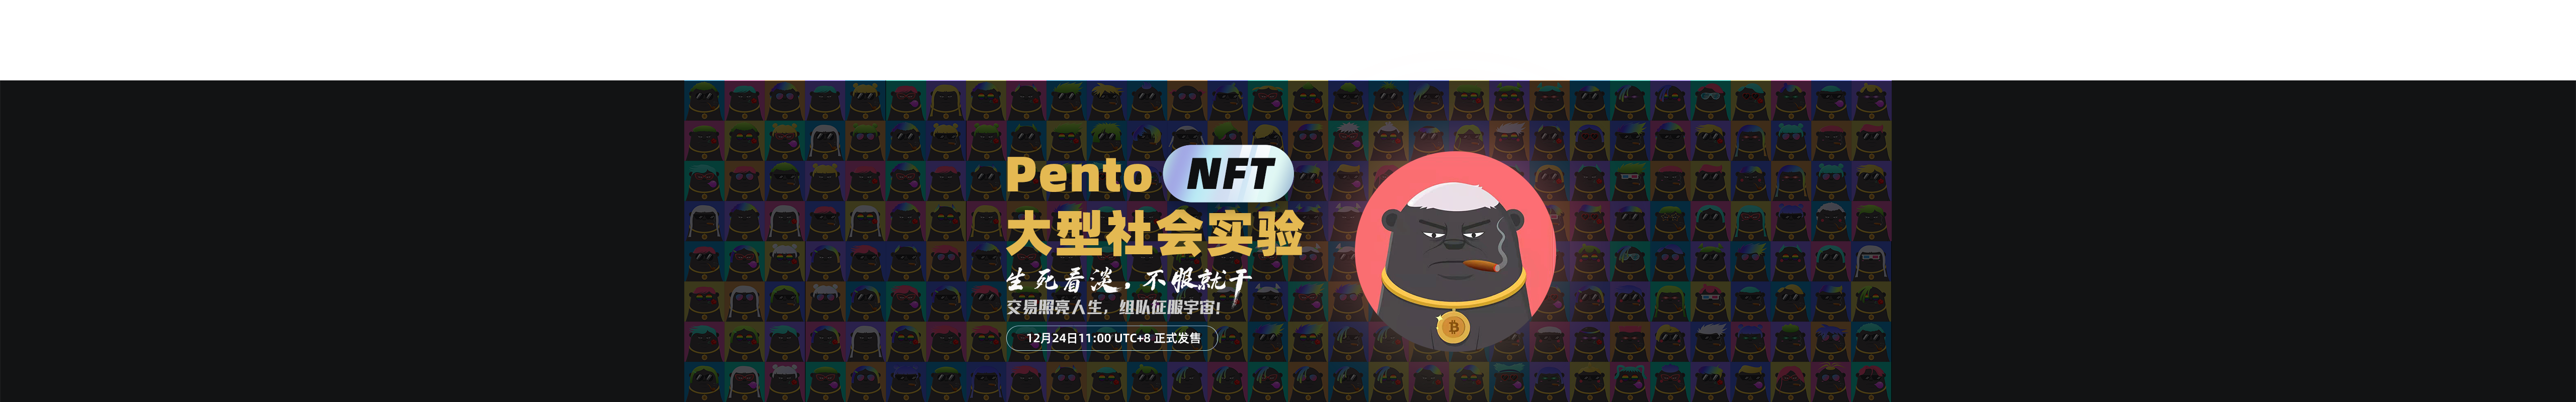 Pento NFT
大型社会实验
生死看淡，不服就干
交易照亮人生，组队征服宇宙!
12月24日11:00 UTC+8 正式发售